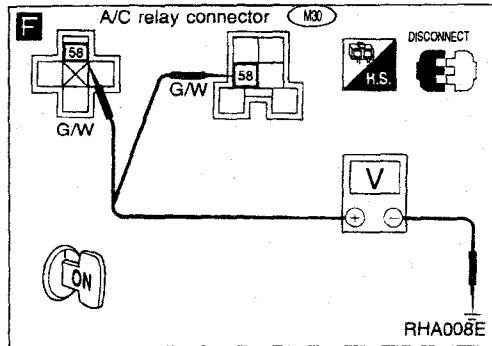 F
A/C relay connector M30
DISCONNECT
58
58
H.S.
G/W
G/W
V
+ −
ON
RHA008E